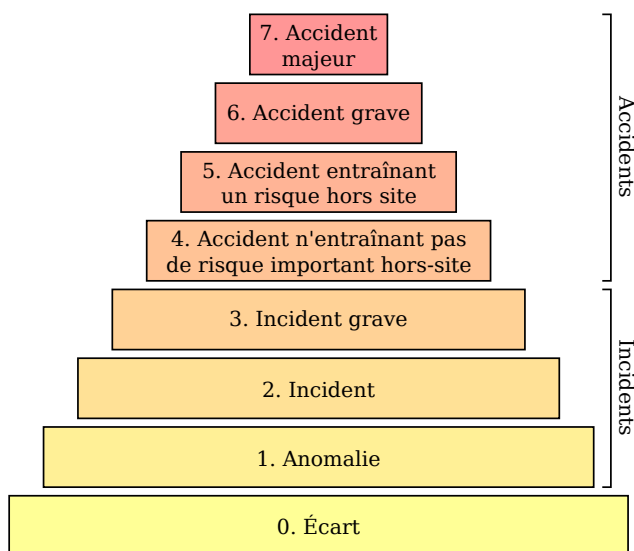 7. Accident
majeur
6. Accident grave
5. Accident entraînant
un risque hors site
4. Accident n'entraînant pas
de risque important hors-site
Accidents
3. Incident grave
2. Incident
1. Anomalie
Incidents
0. Écart